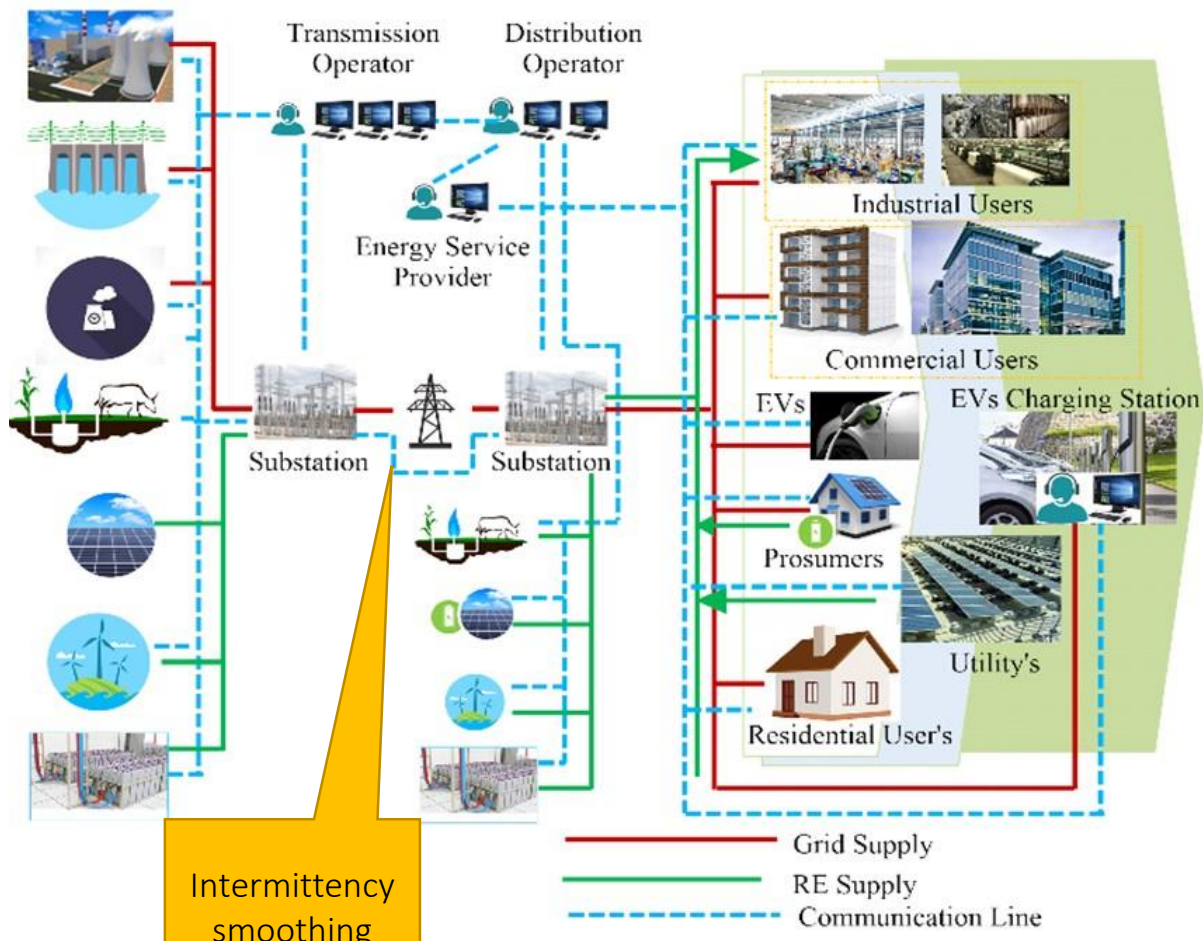 Transmission
Operator
Distribution
Operator
Energy Service
Provider
Industrial Users
Commercial Users
EVs
EVs Charging Station
Substation
Substation
Prosumers
Utility's
Residential User's
Intermittency
smoothing
Grid Supply
RE Supply
Communication Line